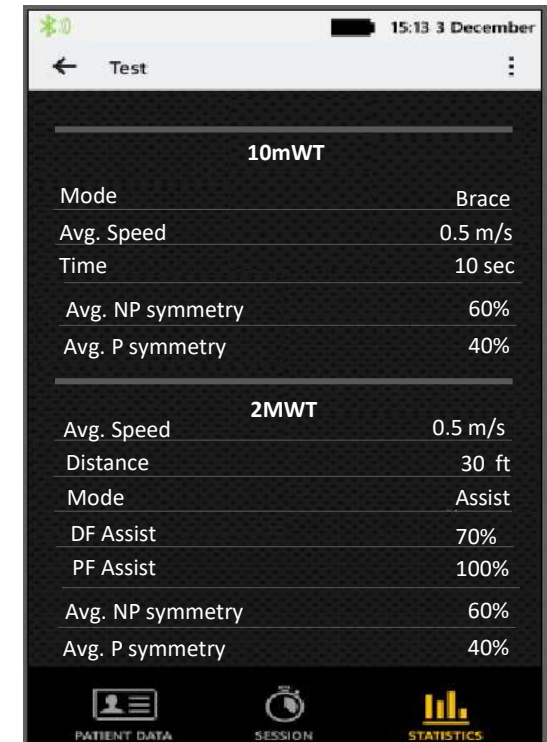 15:13 3 December
Test
10mWT
Mode Brace
Avg. Speed 0.5 m/s
Time 10 sec
Avg. NP symmetry 60%
Avg. P symmetry 40%
2MWT
Avg. Speed 0.5 m/s
Distance 30 ft
Mode Assist
DF Assist 70%
PF Assist 100%
Avg. NP symmetry 60%
Avg. P symmetry 40%
PATIENT DATA SESSION STATISTICS